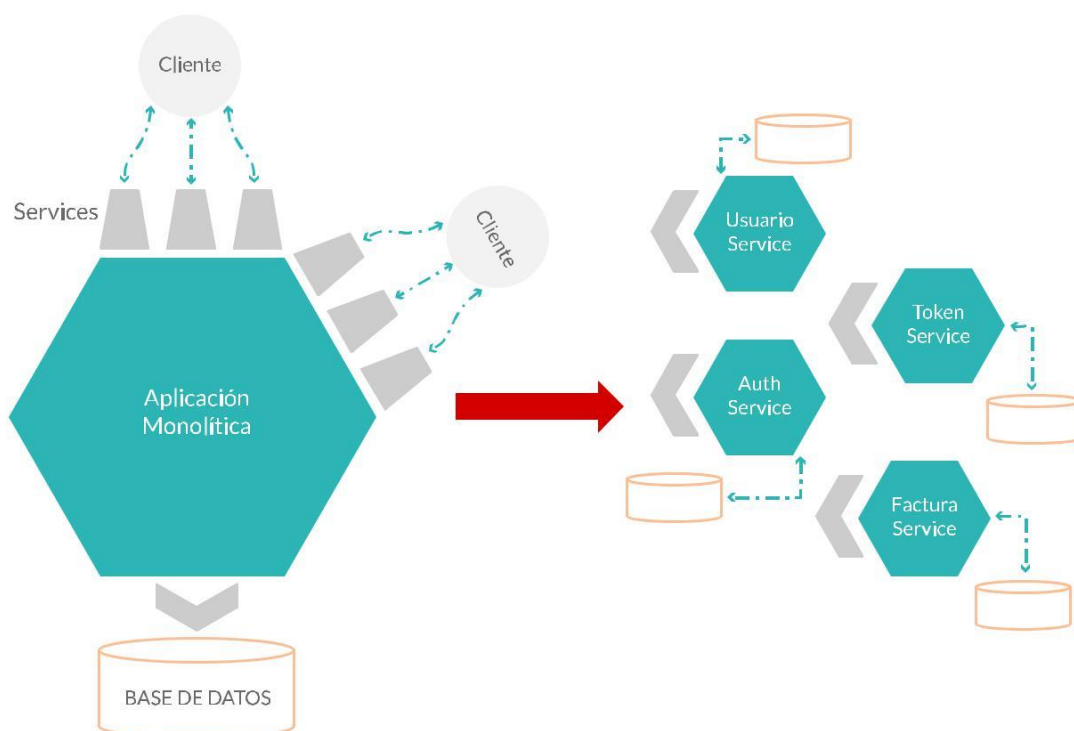 Cliente
Services
Cliente
Aplicación
Monolítica
BASE DE DATOS
Usuario
Service
Token
Service
Auth
Service
Factura
Service